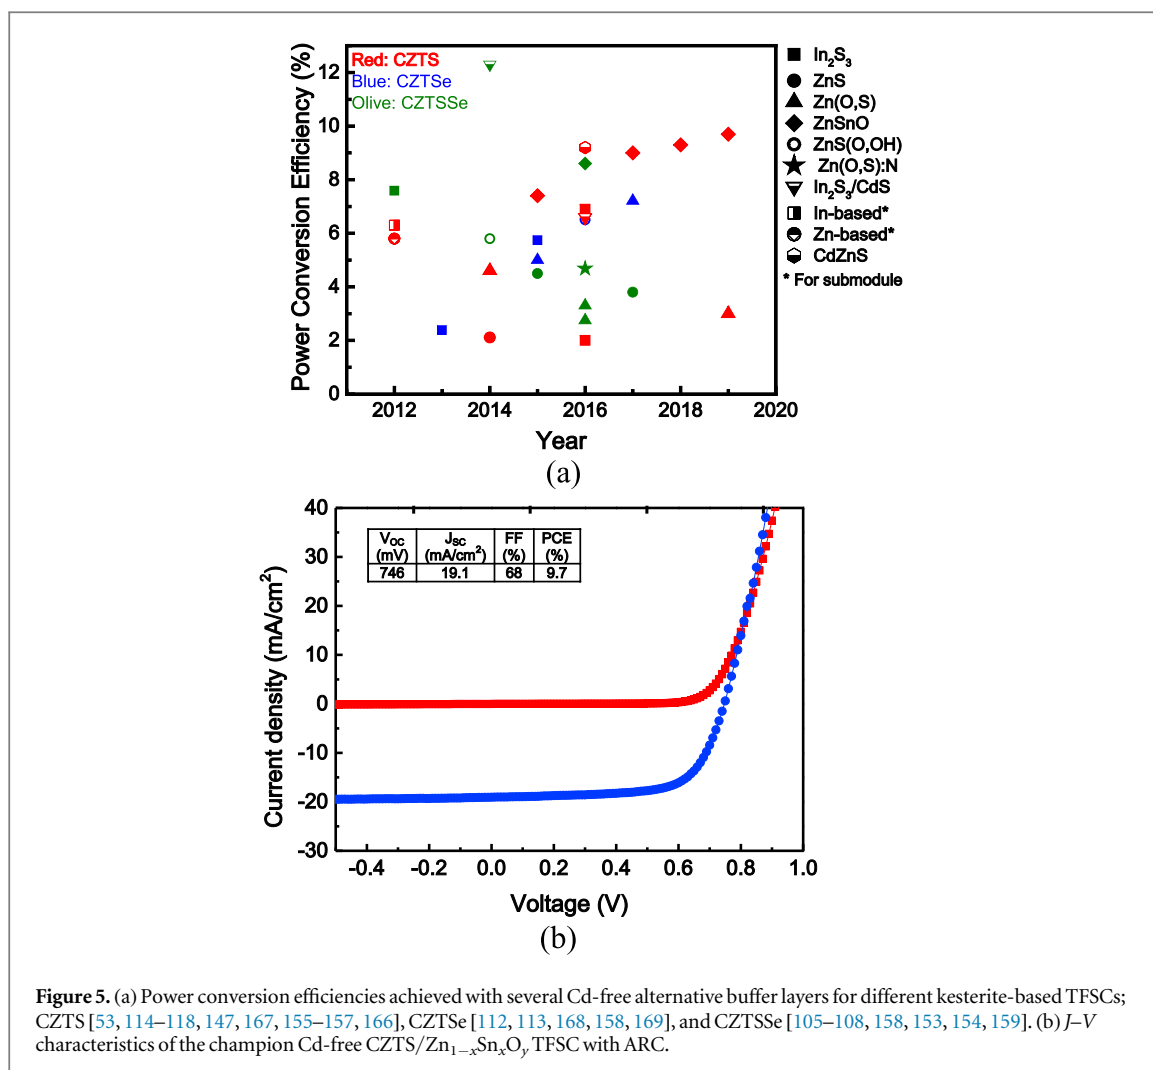 Red: CZTS
Blue: CZTSe
Olive: CZTSSe
Power Conversion Efficiency (%)
12
10
8
6
4
2
0
2012 2014 2016 2018 2020
Year
In₂S₃
ZnS
Zn(O,S)
ZnSnO
ZnS(O,OH)
Zn(O,S):N
In₂S₃/CdS
In-based*
Zn-based*
CdZnS
* For submodule
(a)
Current density (mA/cm²)
40
30
20
10
0
-10
-20
-30
V_OC J_SC FF PCE
(mV) (mA/cm²) (%) (%)
746 19.1 68 9.7
-0.4 -0.2 0.0 0.2 0.4 0.6 0.8 1.0
Voltage (V)
(b)
Figure 5. (a) Power conversion efficiencies achieved with several Cd-free alternative buffer layers for different kesterite-based TFSCs;
CZTS [53, 114–118, 147, 167, 155–157, 166], CZTSe [112, 113, 168, 158, 169], and CZTSSe [105–108, 158, 153, 154, 159]. (b) J–V
characteristics of the champion Cd-free CZTS/Zn₁₋ₓSnₓO_y TFSC with ARC.